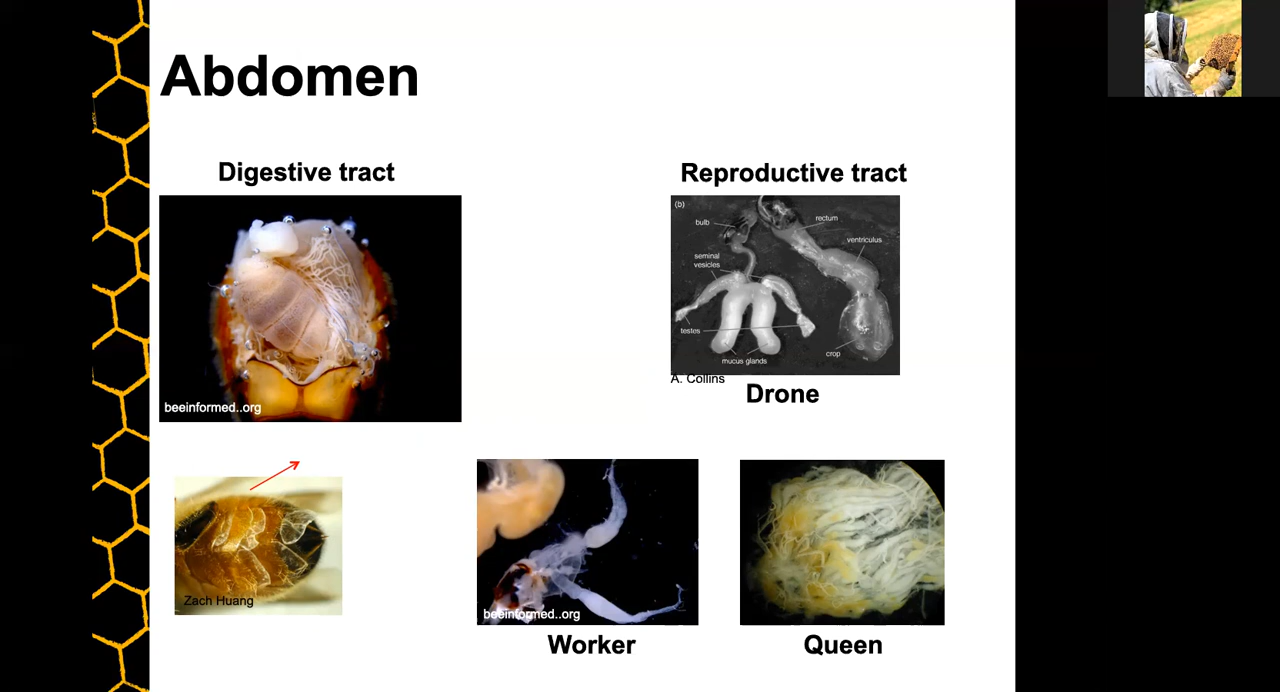 Abdomen
Digestive tract
beeinformed..org
Zach Huang
Reproductive tract
(b)
bulb
rectum
ventriculus
seminal
vesicles
testes
crop
mucus glands
A. Collins
Drone
beeinformed..org
Worker
Queen